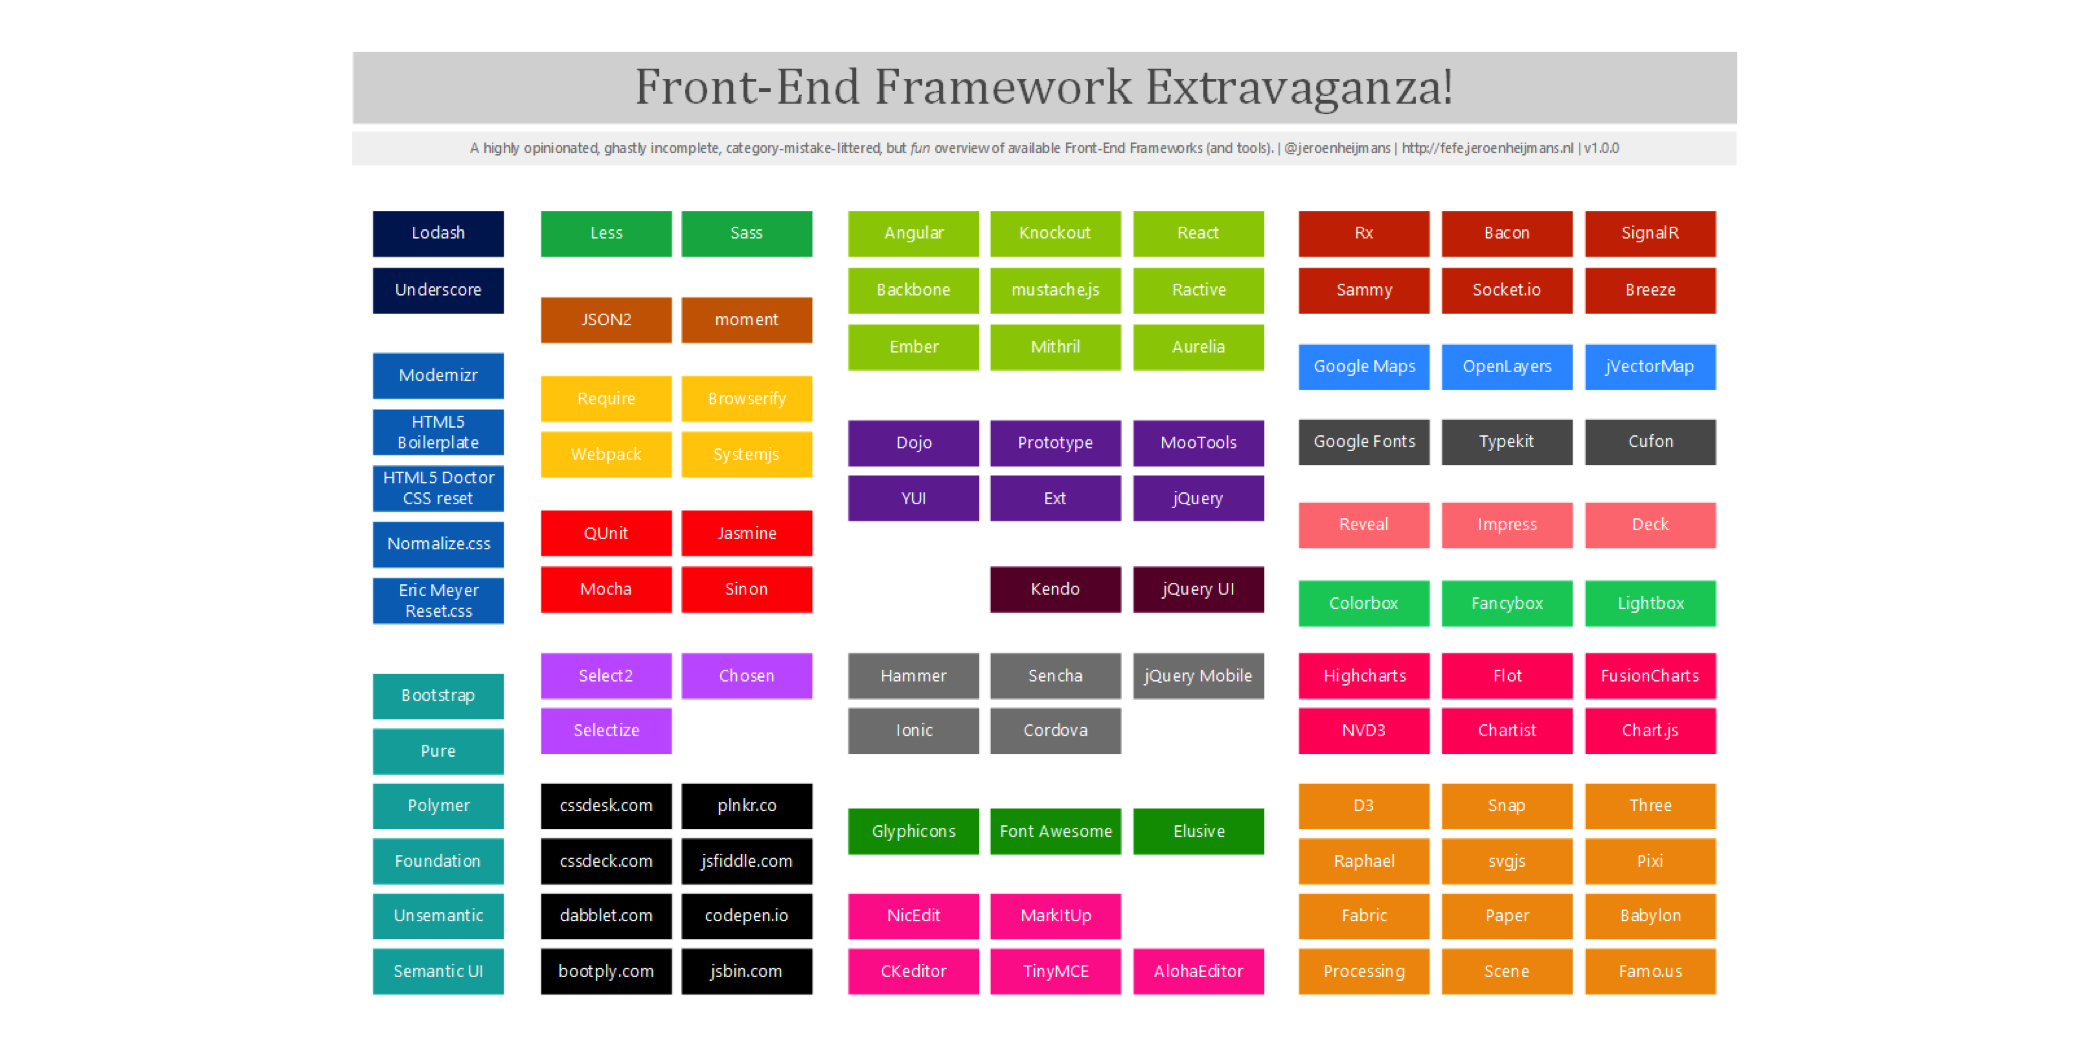 Front-End Framework Extravaganza!
A highly opinionated, ghastly incomplete, category-mistake-littered, but fun overview of available Front-End Frameworks (and tools). | @jeroenheijmans | http://fefe.jeroenheijmans.nl | v1.0.0
Lodash
Underscore
Modernizr
HTML5
Boilerplate
HTML5 Doctor
CSS reset
Normalize.css
Eric Meyer
Reset.css
Bootstrap
Pure
Polymer
Foundation
Unsemantic
Semantic UI
Less
Sass
JSON2
moment
Require
Browserify
Webpack
Systemjs
QUnit
Jasmine
Mocha
Sinon
Select2
Chosen
Selectize
cssdesk.com
plnkr.co
cssdeck.com
jsfiddle.com
dabblet.com
codepen.io
bootply.com
jsbin.com
Angular
Knockout
React
Backbone
mustache.js
Ractive
Ember
Mithril
Aurelia
Dojo
Prototype
MooTools
YUI
Ext
jQuery
Kendo
jQuery UI
Hammer
Sencha
jQuery Mobile
Ionic
Cordova
Glyphicons
Font Awesome
Elusive
NicEdit
MarkItUp
CKeditor
TinyMCE
AlohaEditor
Rx
Bacon
SignalR
Sammy
Socket.io
Breeze
Google Maps
OpenLayers
jVectorMap
Google Fonts
Typekit
Cufon
Reveal
Impress
Deck
Colorbox
Fancybox
Lightbox
Highcharts
Flot
FusionCharts
NVD3
Chartist
Chart.js
D3
Snap
Three
Raphael
svgjs
Pixi
Fabric
Paper
Babylon
Processing
Scene
Famo.us